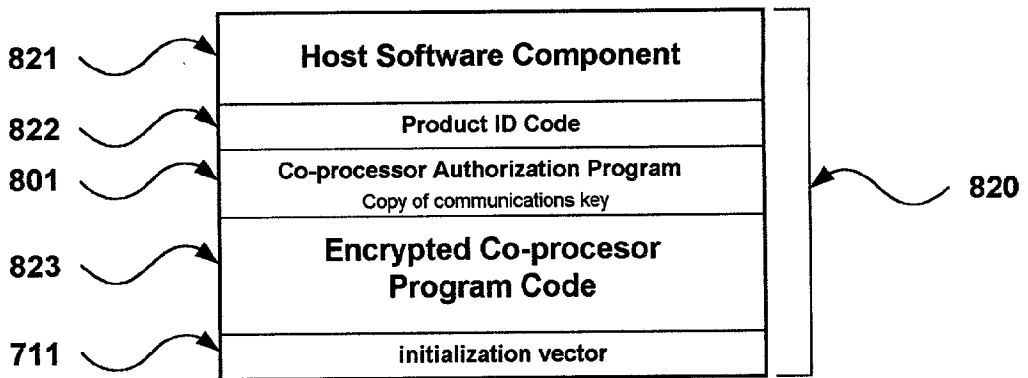 821
Host Software Component
822
Product ID Code
801
Co-processor Authorization Program
Copy of communications key
820
823
Encrypted Co-procesor
Program Code
711
initialization vector